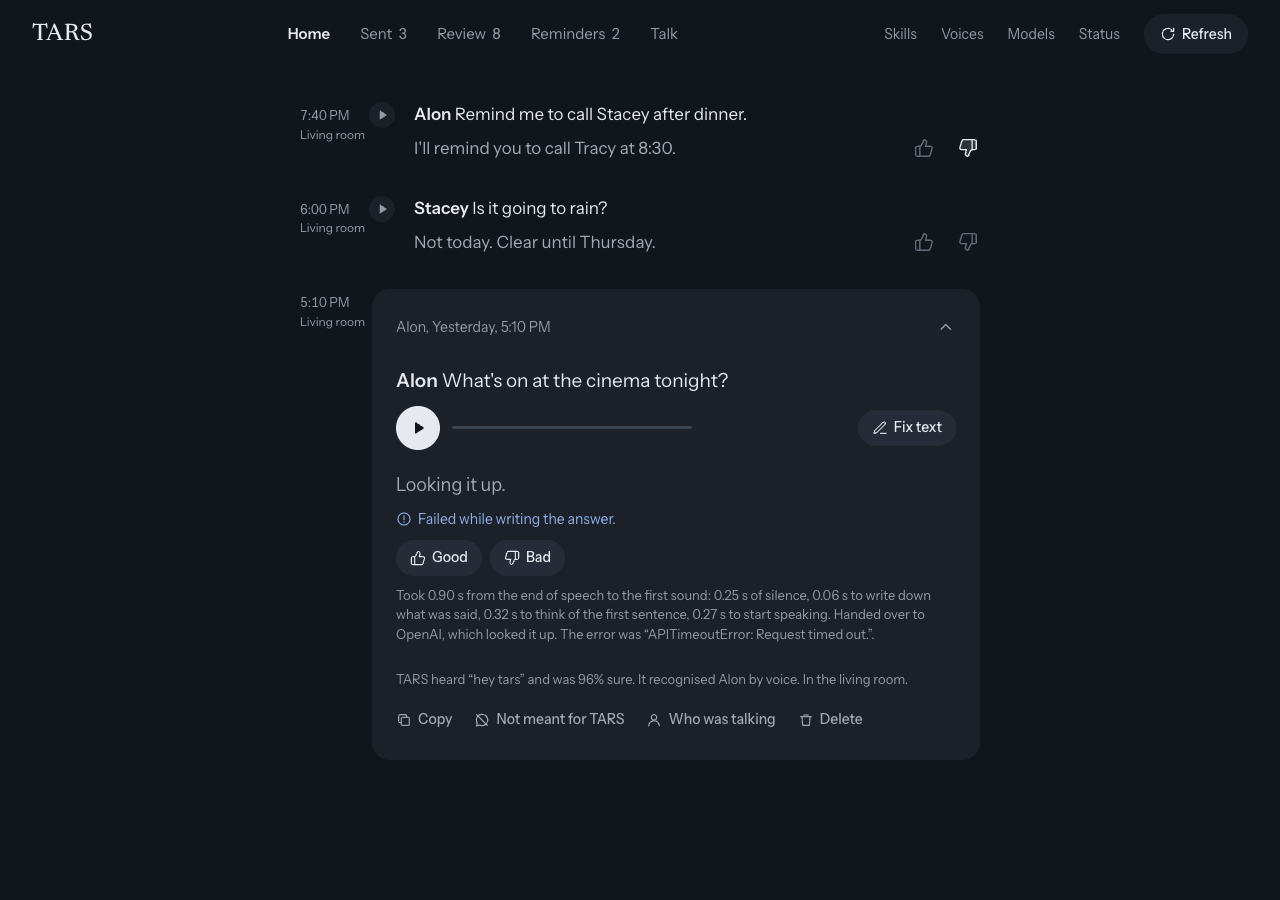 TARS
Home
Sent 3
Review 8
Reminders 2
Talk
Skills
Voices
Models
Status
Refresh
7:40 PM
Living room
Alon Remind me to call Stacey after dinner.
I'll remind you to call Tracy at 8:30.
6:00 PM
Living room
Stacey Is it going to rain?
Not today. Clear until Thursday.
5:10 PM
Living room
Alon, Yesterday, 5:10 PM
Alon What's on at the cinema tonight?
Fix text
Looking it up.
Failed while writing the answer.
Good
Bad
Took 0.90 s from the end of speech to the first sound: 0.25 s of silence, 0.06 s to write down
what was said, 0.32 s to think of the first sentence, 0.27 s to start speaking. Handed over to
OpenAI, which looked it up. The error was “APITimeoutError: Request timed out.”.
TARS heard “hey tars” and was 96% sure. It recognised Alon by voice. In the living room.
Copy
Not meant for TARS
Who was talking
Delete